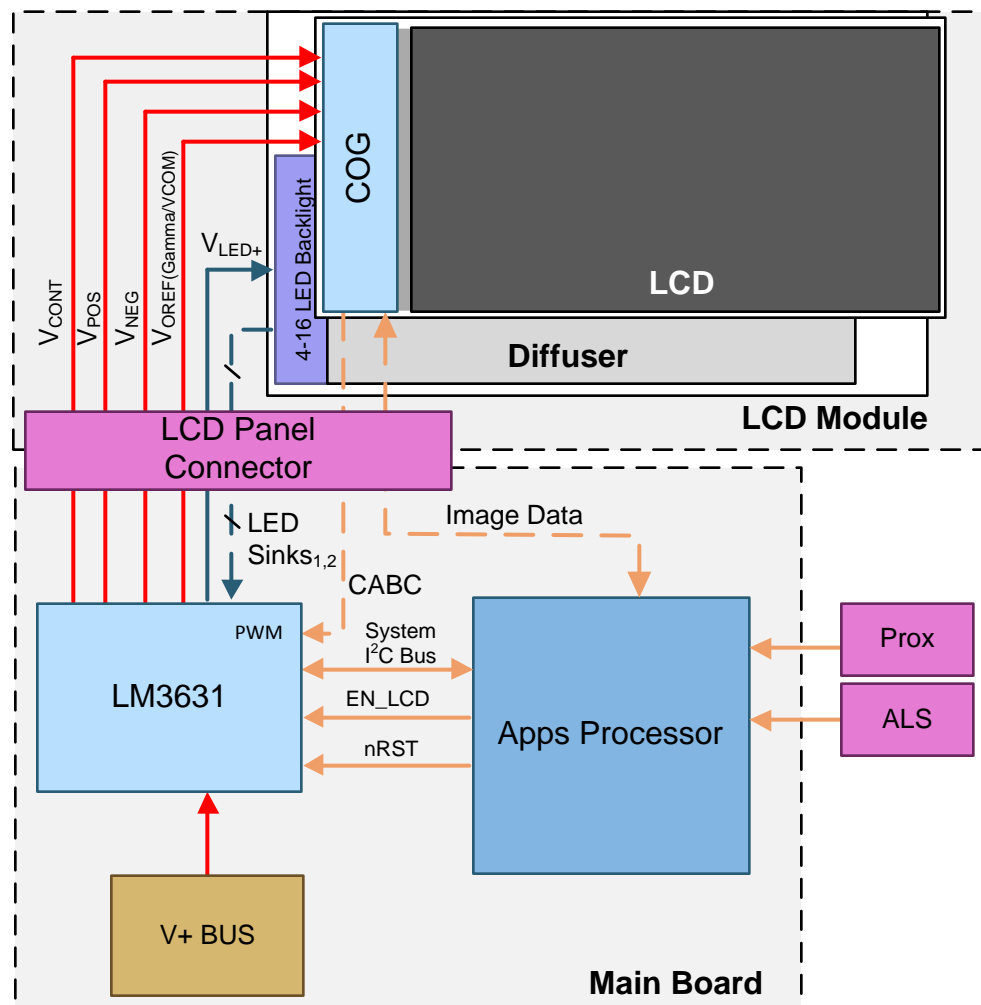 COG
LCD
4-16 LED Backlight
Diffuser
LCD Module
VCONT
VPOS
VNEG
VOREF(Gamma/VCOM)
VLED+
LCD Panel
Connector
LED
Sinks1,2
Image Data
CABC
PWM
System
I2C Bus
LM3631
EN_LCD
nRST
Apps Processor
Prox
ALS
V+ BUS
Main Board